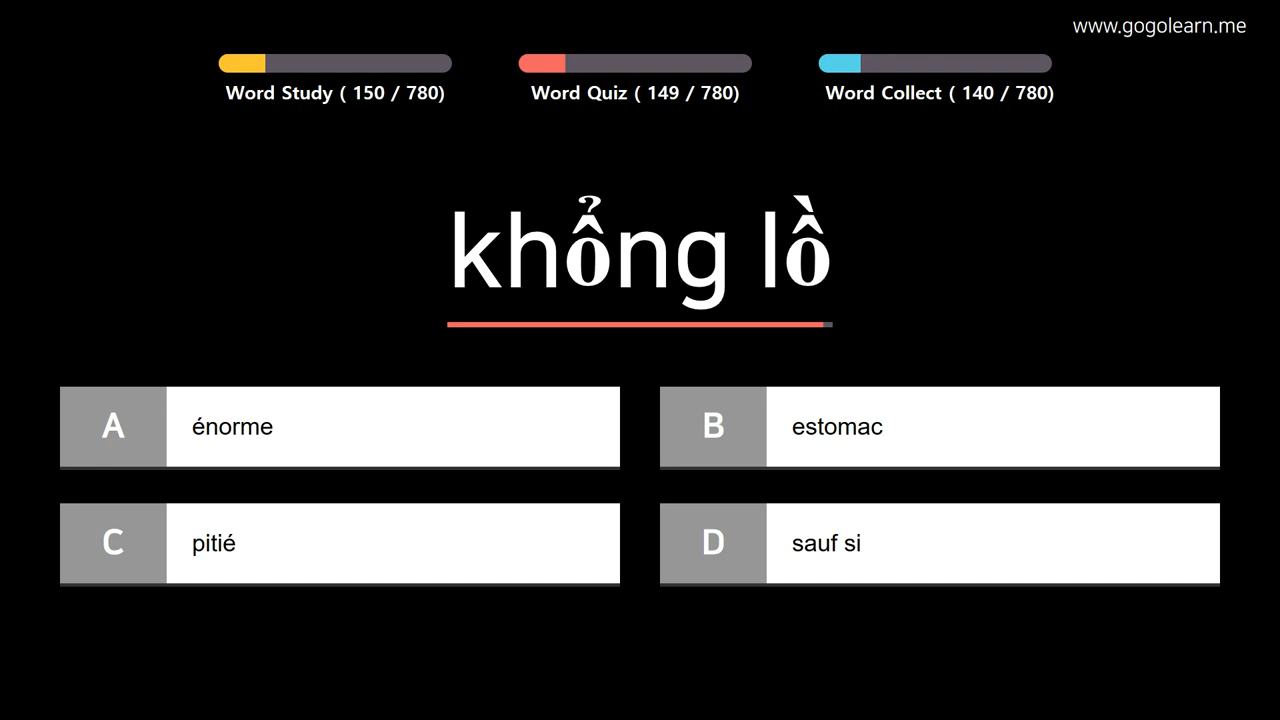 www.gogolearn.me
Word Study ( 150 / 780)
Word Quiz ( 149 / 780)
Word Collect ( 140 / 780)
khổng lồ
A énorme
B estomac
C pitié
D sauf si